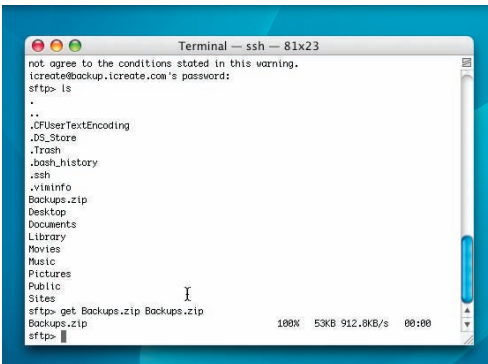 Terminal — ssh — 81x23
not agree to the conditions stated in this warning.
icreate@backup.icreate.com's password:
sftp> ls
.
..
.CFUserTextEncoding
.DS_Store
.Trash
.bash_history
.ssh
.viminfo
Backups.zip
Desktop
Documents
Library
Movies
Music
Pictures
Public
Sites
sftp> get Backups.zip Backups.zip
Backups.zip 100% 53KB 912.8KB/s 00:00
sftp>